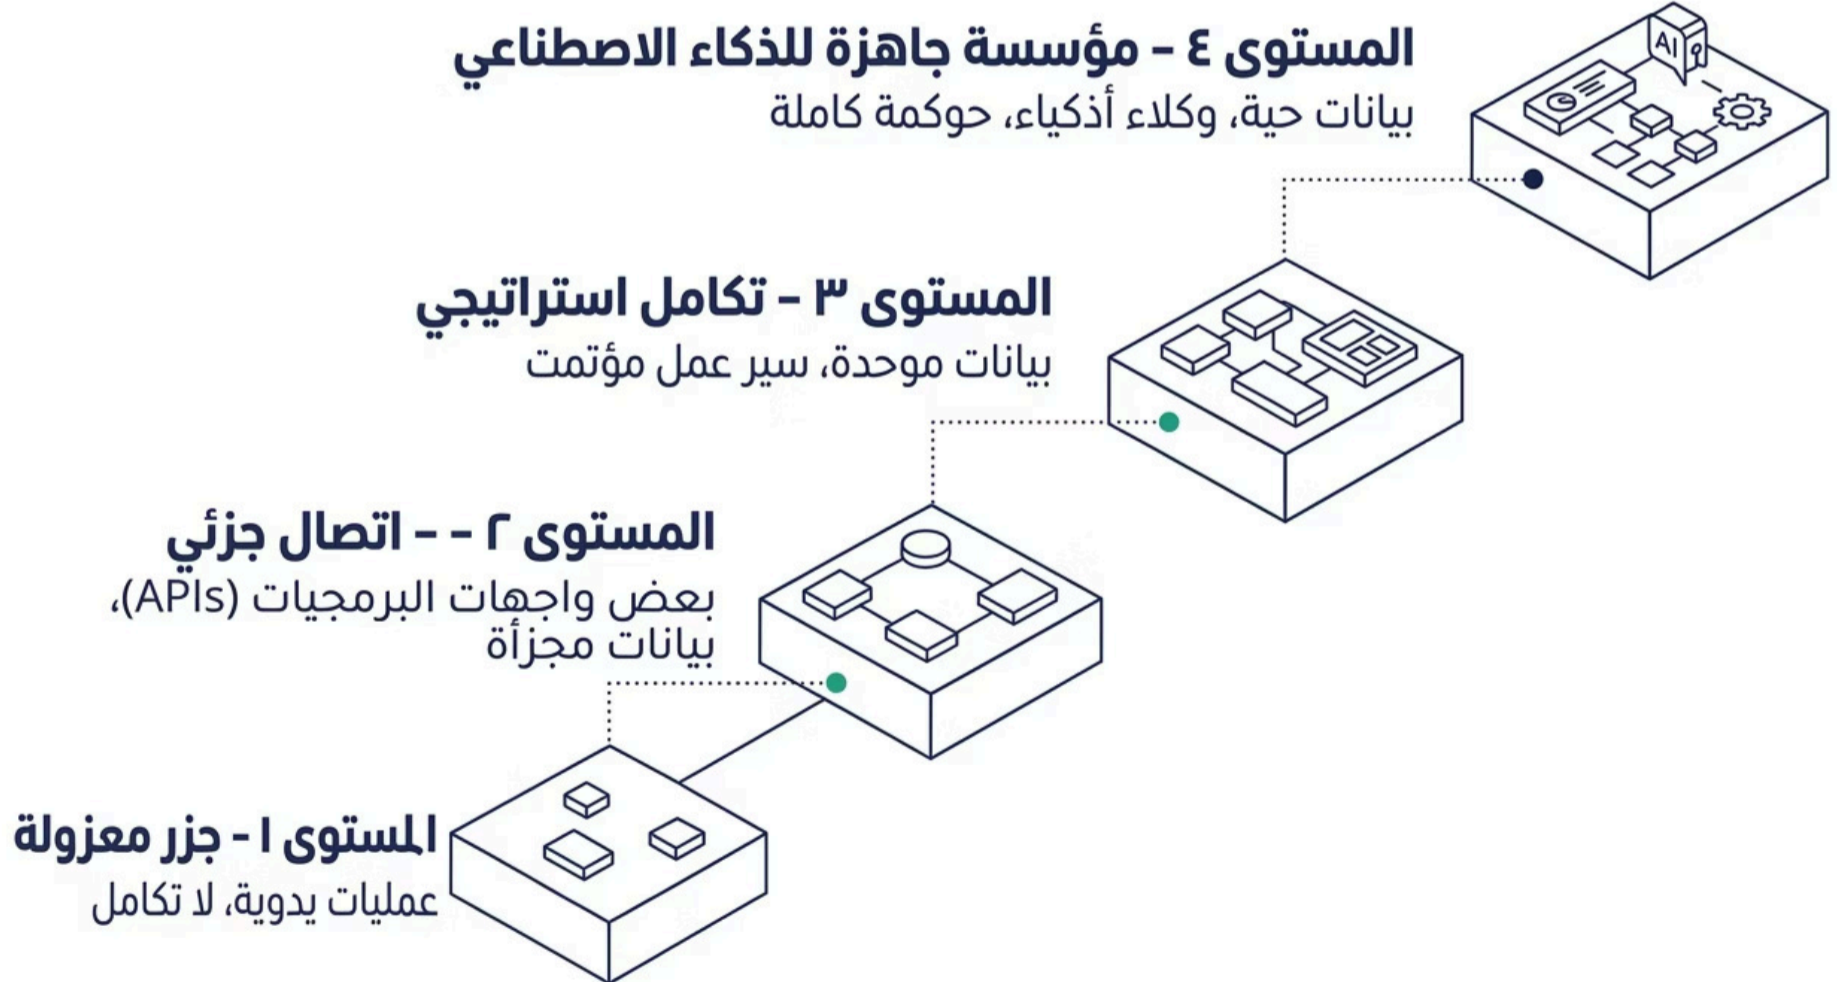 المستوى ٤ – مؤسسة جاهزة للذكاء الاصطناعي
بيانات حية، وكلاء أذكياء، حوكمة كاملة
AI
المستوى ٣ – تكامل استراتيجي
بيانات موحدة، سير عمل مؤتمت
المستوى ٢ – – اتصال جزئي
بعض واجهات البرمجيات (APIs)،
بيانات مجزأة
المستوى ١ - جزر معزولة
عمليات يدوية، لا تكامل